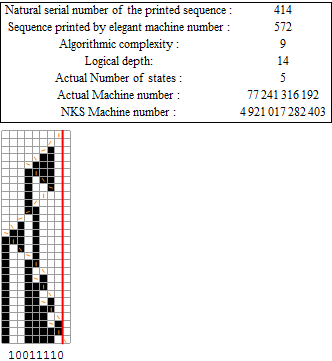 Natural serial number of the printed sequence : 414
Sequence printed by elegant machine number : 572
Algorithmic complexity : 9
Logical depth: 14
Actual Number of states : 5
Actual Machine number : 77 241 316 192
NKS Machine number : 4 921 017 282 403
10011110